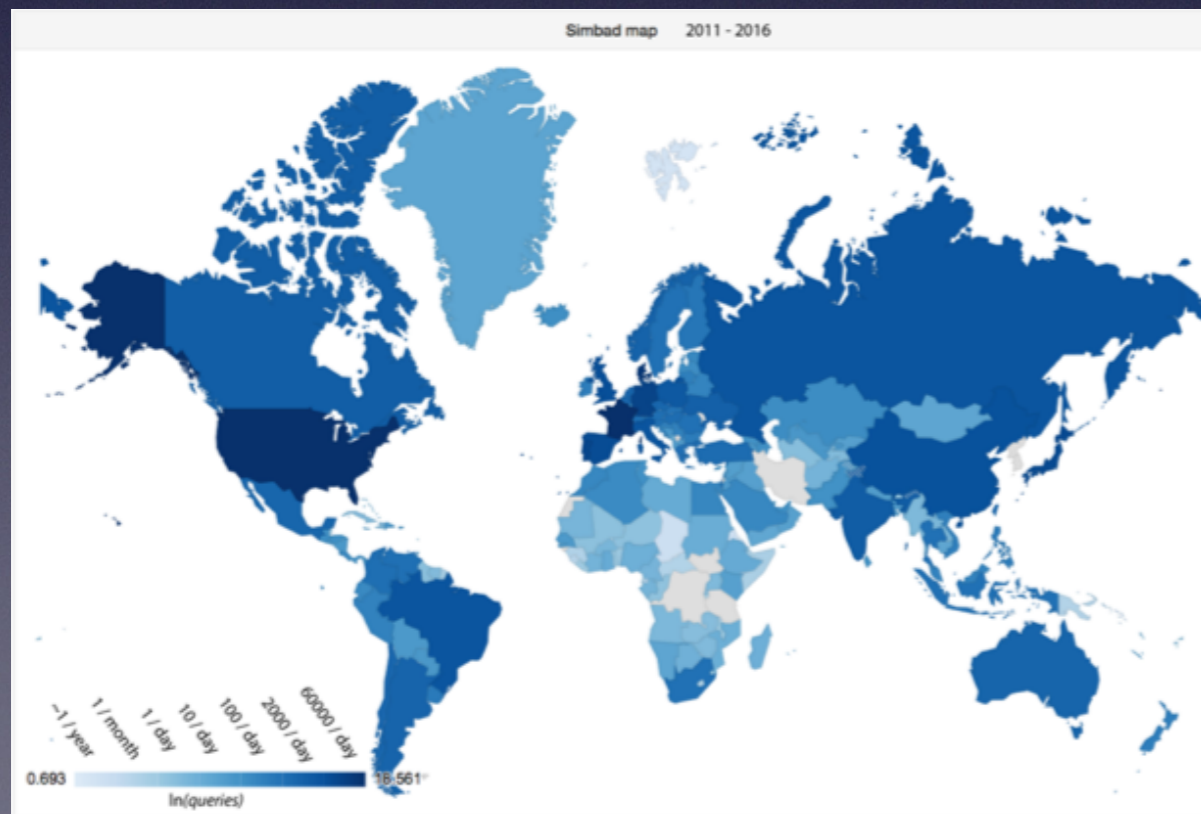 Simbad map 2011 - 2016
~1 / year
1 / month
1 / day
10 / day
100 / day
2000 / day
60000 / day
0.693
16.561
ln(queries)